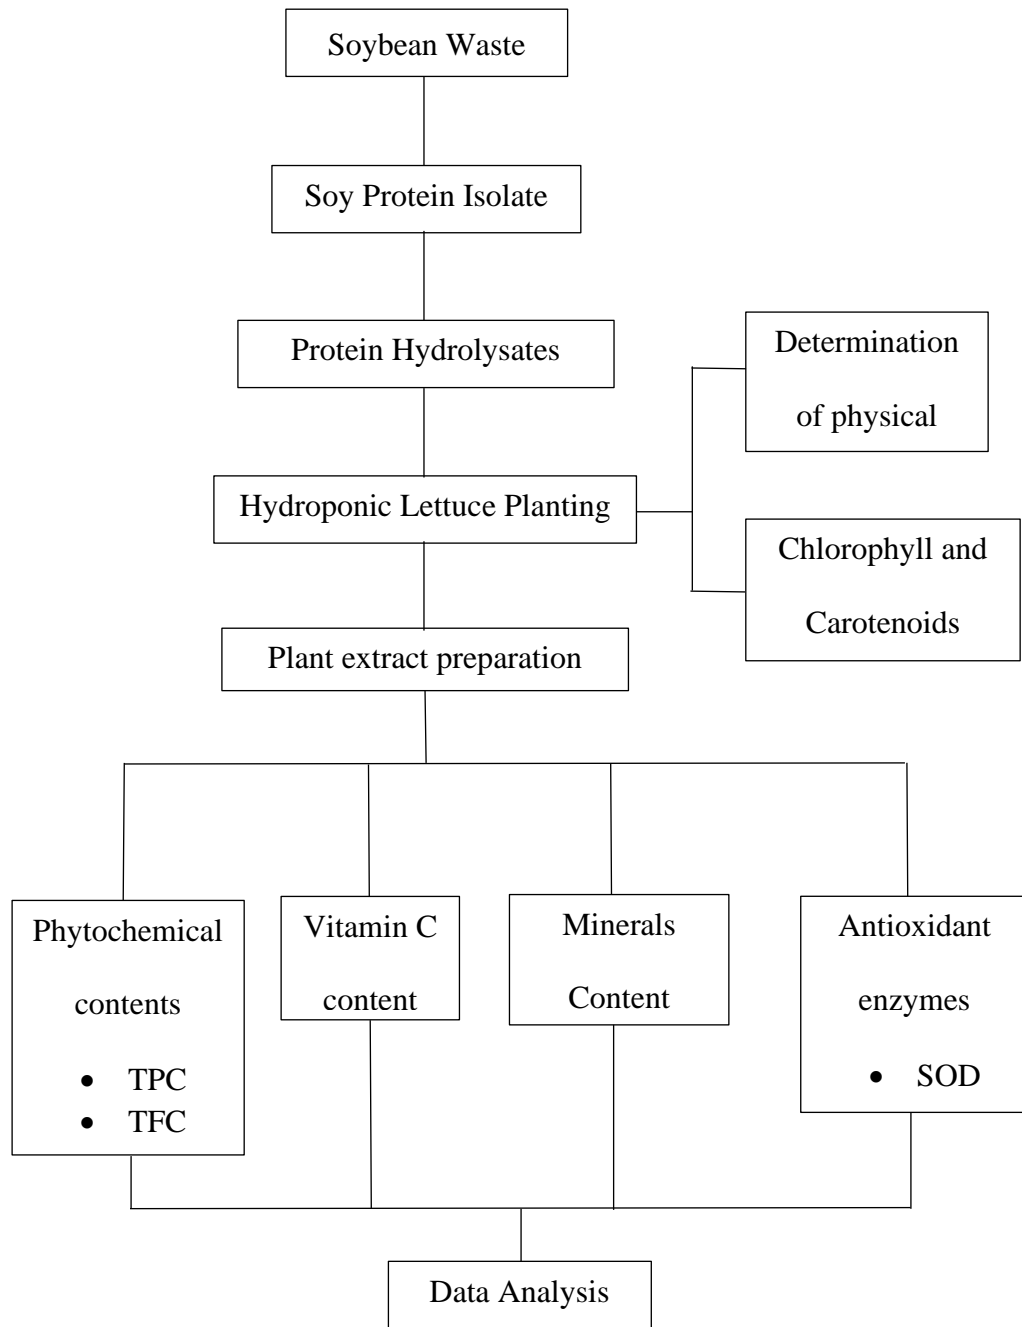 Soybean Waste
Soy Protein Isolate
Protein Hydrolysates
Determination
of physical
Hydroponic Lettuce Planting
Chlorophyll and
Carotenoids
Plant extract preparation
Phytochemical
contents
• TPC
• TFC
Vitamin C
content
Minerals
Content
Antioxidant
enzymes
• SOD
Data Analysis